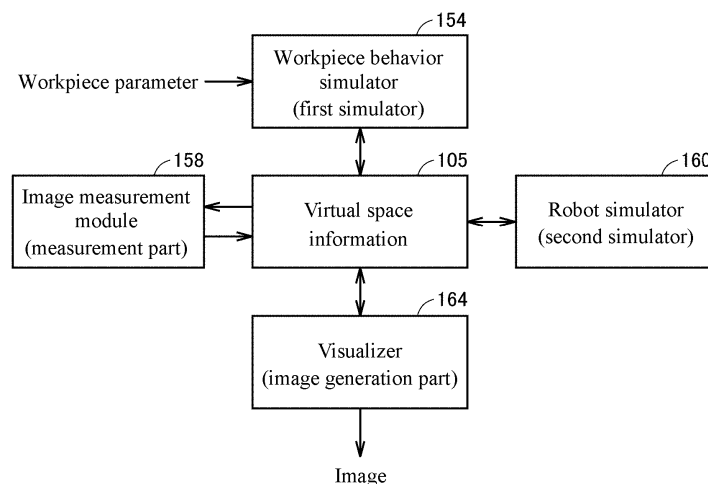 154
Workpiece parameter
Workpiece behavior
simulator
(first simulator)
158
Image measurement
module
(measurement part)
105
Virtual space
information
160
Robot simulator
(second simulator)
164
Visualizer
(image generation part)
Image